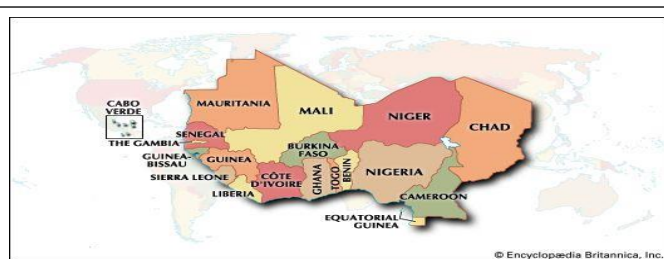 CABO
VERDE
MAURITANIA
MALI
NIGER
CHAD
SENEGAL
THE GAMBIA
GUINEA-
BISSAU
GUINEA
SIERRA LEONE
LIBERIA
CÔTE
D'IVOIRE
BURKINA
FASO
GHANA
TOGO
BENIN
NIGERIA
CAMEROON
EQUATORIAL
GUINEA
© Encyclopædia Britannica, Inc.